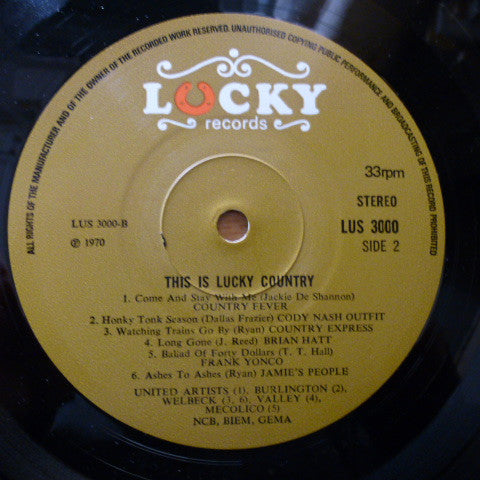 ALL RIGHTS OF THE MANUFACTURER AND OF THE OWNER OF THE RECORDED WORK RESERVED. UNAUTHORISED COPYING PUBLIC PERFORMANCE AND BROADCASTING OF THIS RECORD PROHIBITED
LUCKY
records
33rpm
STEREO
LUS 3000-B
LUS 3000
℗ 1970
SIDE 2
THIS IS LUCKY COUNTRY
1. Come And Stay With Me (Jackie De Shannon)
COUNTRY FEVER
2. Honky Tonk Season (Dallas Frazier) CODY NASH OUTFIT
3. Watching Trains Go By (Ryan) COUNTRY EXPRESS
4. Long Gone (J. Reed) BRIAN HATT
5. Balad Of Forty Dollars (T. T. Hall)
FRANK YONCO
6. Ashes To Ashes (Ryan) JAMIE'S PEOPLE
UNITED ARTISTS (1), BURLINGTON (2),
WELBECK (3, 6), VALLEY (4),
MECOLICO (5)
NCB, BIEM, GEMA